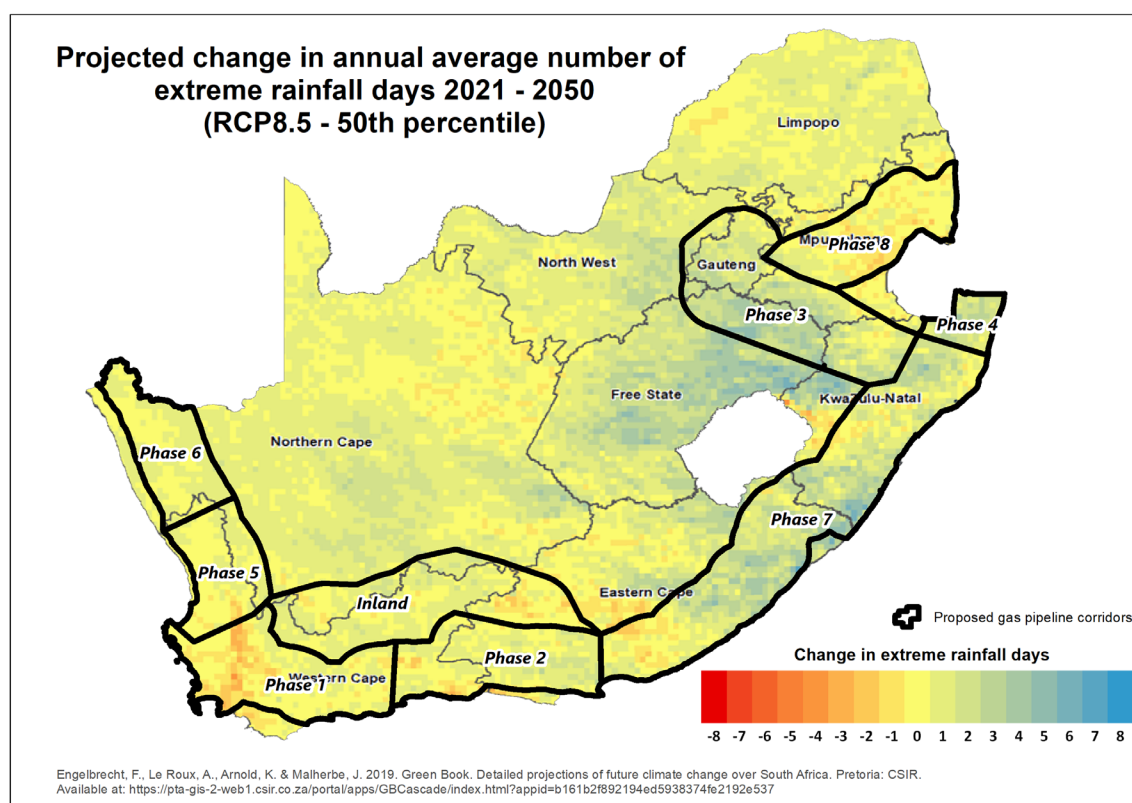 Projected change in annual average number of
extreme rainfall days 2021 - 2050
(RCP8.5 - 50th percentile)
Limpopo
Mpumalang
Phase 8
North West
Gauteng
Phase 3
Phase 4
Free State
KwaZulu-Natal
Northern Cape
Phase 6
Phase 7
Phase 5
Inland
Eastern Cape
Phase 2
Western Cape
Phase 1
Proposed gas pipeline corridors
Change in extreme rainfall days
-8 -7 -6 -5 -4 -3 -2 -1 0 1 2 3 4 5 6 7 8
Engelbrecht, F., Le Roux, A., Arnold, K. & Malherbe, J. 2019. Green Book. Detailed projections of future climate change over South Africa. Pretoria: CSIR.
Available at: https://pta-gis-2-web1.csir.co.za/portal/apps/GBCascade/index.html?appid=b161b2f892194ed5938374fe2192e537